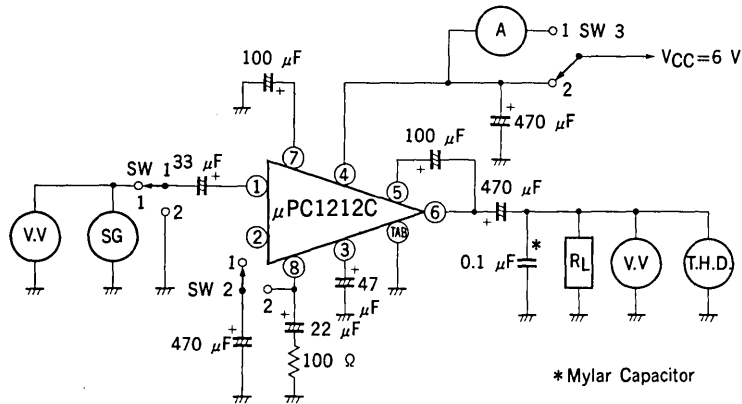 A
1 SW 3
100 μF
VCC=6 V
+
2
+
470
μF
100 μF
+
7
4
5
470
μF
SW 1
33 μF
+
1
μPC1212C
6
+
1
2
2
TAB
*
V.V
SG
1
3
0.1 μF
RL
V.V
T.H.D.
SW 2
2
8
+
47
μF
+
+
22
μF
470 μF
100 Ω
*Mylar Capacitor